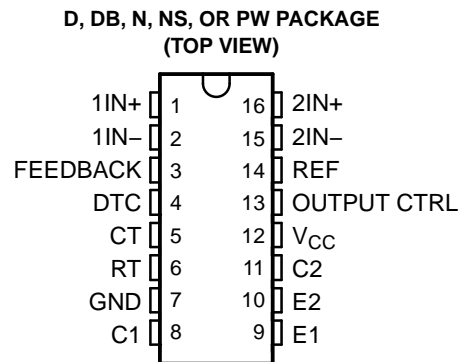 D, DB, N, NS, OR PW PACKAGE
(TOP VIEW)
1IN+ 1 16 2IN+
1IN− 2 15 2IN−
FEEDBACK 3 14 REF
DTC 4 13 OUTPUT CTRL
CT 5 12 VCC
RT 6 11 C2
GND 7 10 E2
C1 8 9 E1